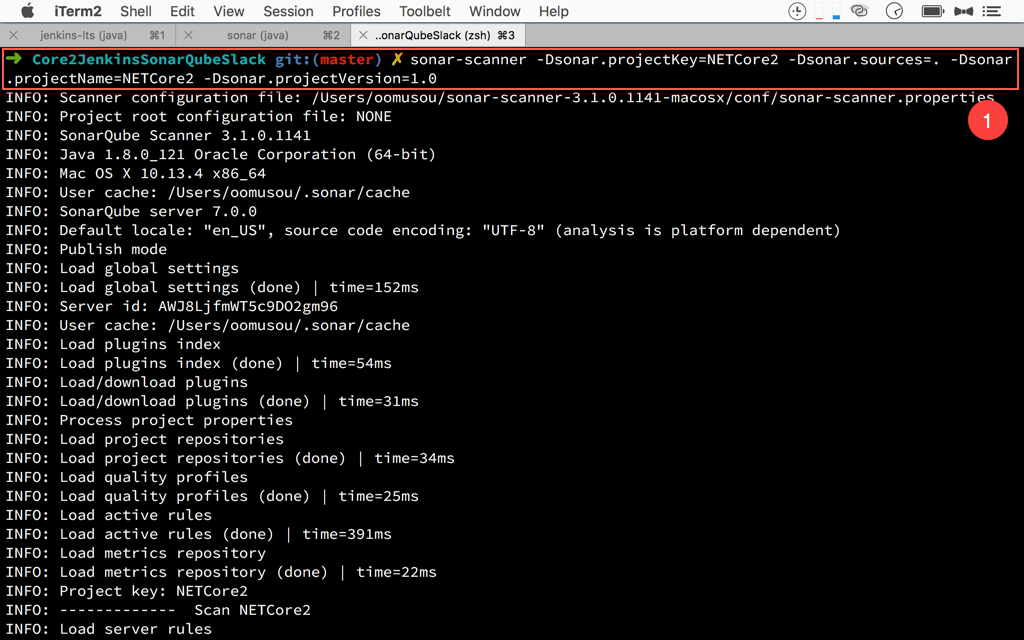 iTerm2 Shell Edit View Session Profiles Toolbelt Window Help
jenkins-lts (java) ⌘1 sonar (java) ⌘2 ..onarQubeSlack (zsh) ⌘3
➜ Core2JenkinsSonarQubeSlack git:(master) ✗ sonar-scanner -Dsonar.projectKey=NETCore2 -Dsonar.sources=. -Dsonar
.projectName=NETCore2 -Dsonar.projectVersion=1.0
INFO: Scanner configuration file: /Users/oomusou/sonar-scanner-3.1.0.1141-macosx/conf/sonar-scanner.properties
INFO: Project root configuration file: NONE
1
INFO: SonarQube Scanner 3.1.0.1141
INFO: Java 1.8.0_121 Oracle Corporation (64-bit)
INFO: Mac OS X 10.13.4 x86_64
INFO: User cache: /Users/oomusou/.sonar/cache
INFO: SonarQube server 7.0.0
INFO: Default locale: "en_US", source code encoding: "UTF-8" (analysis is platform dependent)
INFO: Publish mode
INFO: Load global settings
INFO: Load global settings (done) | time=152ms
INFO: Server id: AWJ8LjfmWT5c9DO2gm96
INFO: User cache: /Users/oomusou/.sonar/cache
INFO: Load plugins index
INFO: Load plugins index (done) | time=54ms
INFO: Load/download plugins
INFO: Load/download plugins (done) | time=31ms
INFO: Process project properties
INFO: Load project repositories
INFO: Load project repositories (done) | time=34ms
INFO: Load quality profiles
INFO: Load quality profiles (done) | time=25ms
INFO: Load active rules
INFO: Load active rules (done) | time=391ms
INFO: Load metrics repository
INFO: Load metrics repository (done) | time=22ms
INFO: Project key: NETCore2
INFO: -------------  Scan NETCore2
INFO: Load server rules